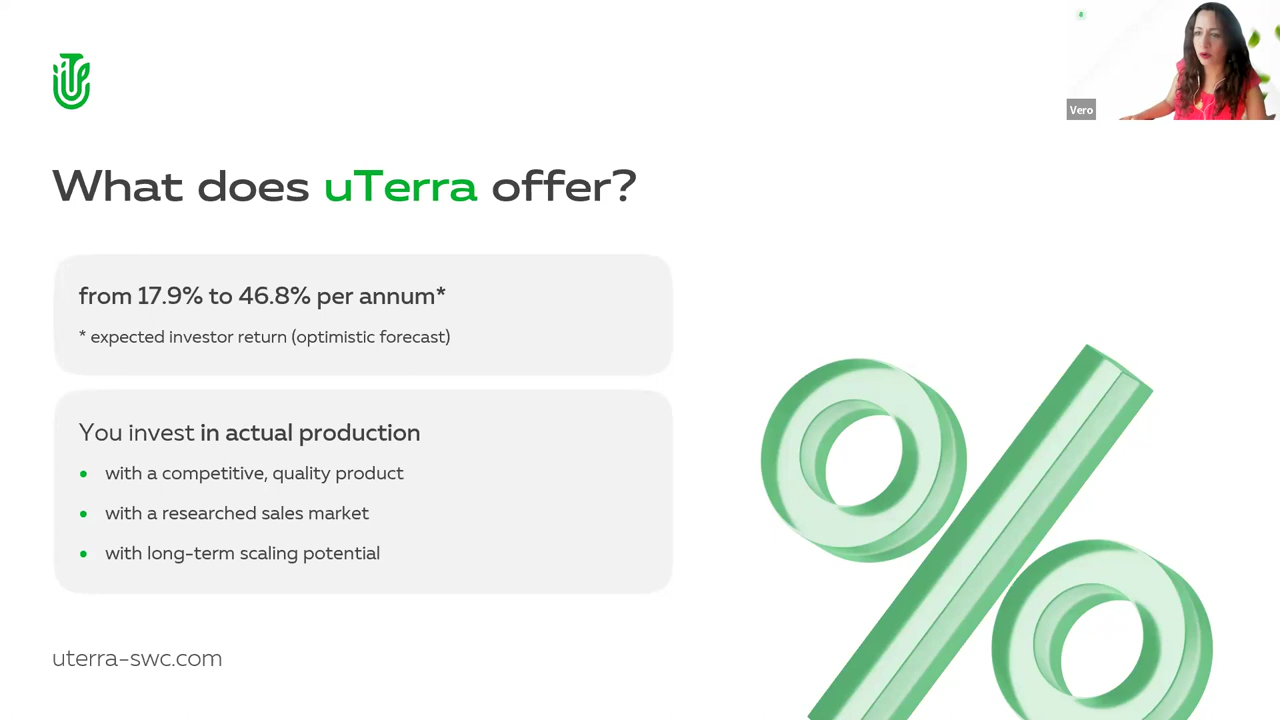 Vero
What does uTerra offer?
from 17.9% to 46.8% per annum*
* expected investor return (optimistic forecast)
You invest in actual production
• with a competitive, quality product
• with a researched sales market
• with long-term scaling potential
uterra-swc.com